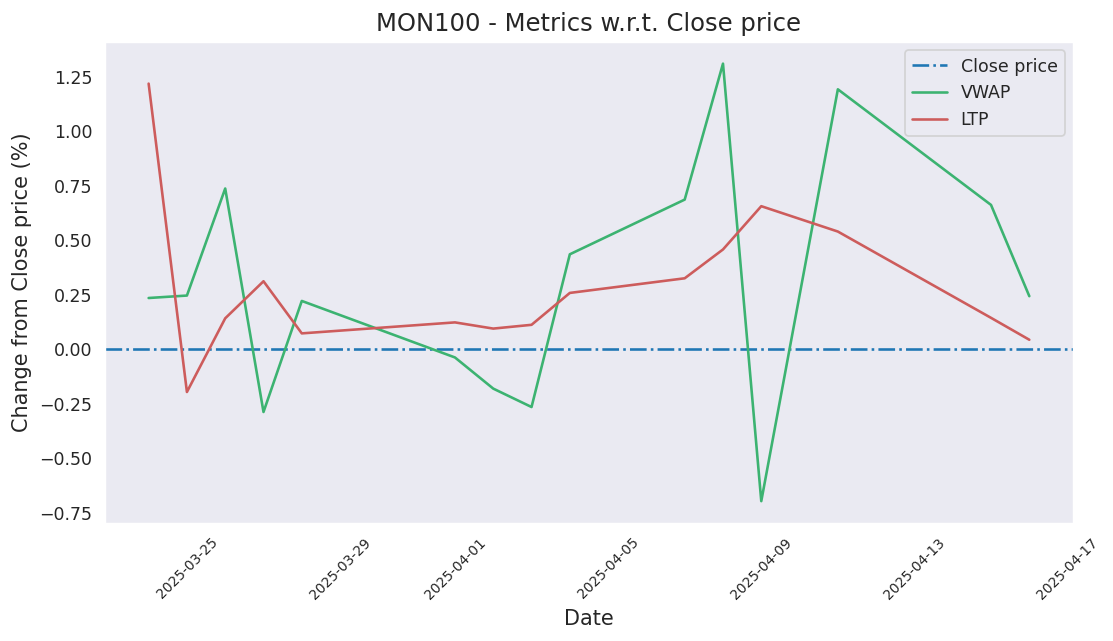 MON100 - Metrics w.r.t. Close price
Change from Close price (%)
1.25
1.00
0.75
0.50
0.25
0.00
−0.25
−0.50
−0.75
Close price
VWAP
LTP
2025-03-25
2025-03-29
2025-04-01
2025-04-05
2025-04-09
2025-04-13
2025-04-17
Date